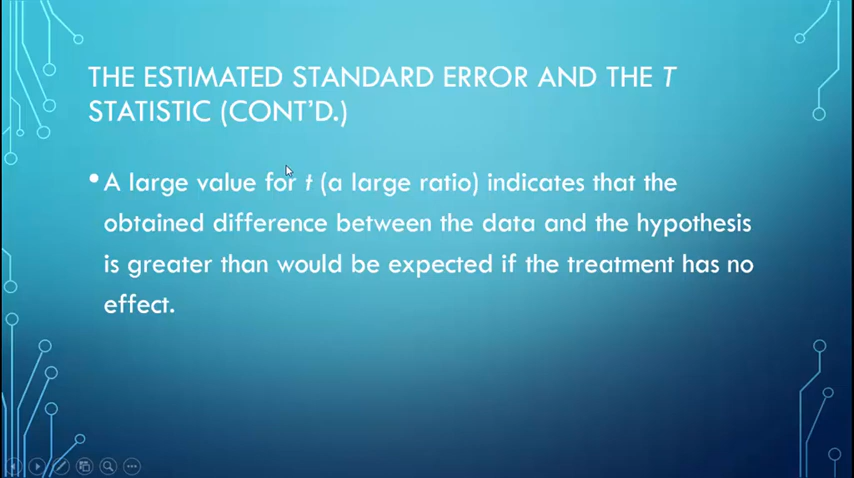 THE ESTIMATED STANDARD ERROR AND THE T
STATISTIC (CONT'D.)
• A large value for t (a large ratio) indicates that the
obtained difference between the data and the hypothesis
is greater than would be expected if the treatment has no
effect.